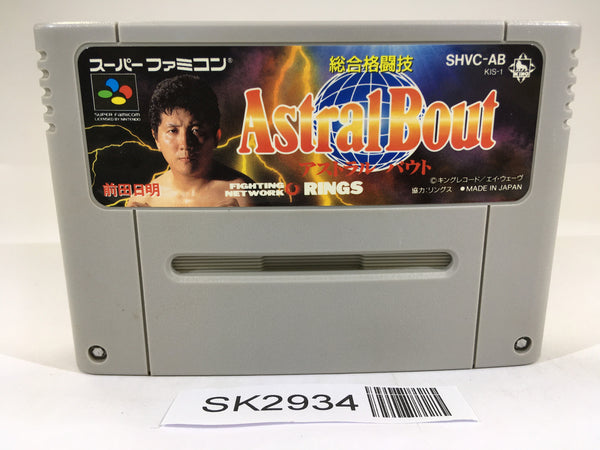 スーパーファミコン®
SUPER FAMICOM
LICENSED BY NINTENDO
前田日明
総合格闘技
Astral Bout
アストラル バウト
FIGHTING
NETWORK RINGS
SHVC-AB
KIS-1
©キングレコード/エイ・ウェーヴ
協力:リングス ●MADE IN JAPAN
SK2934